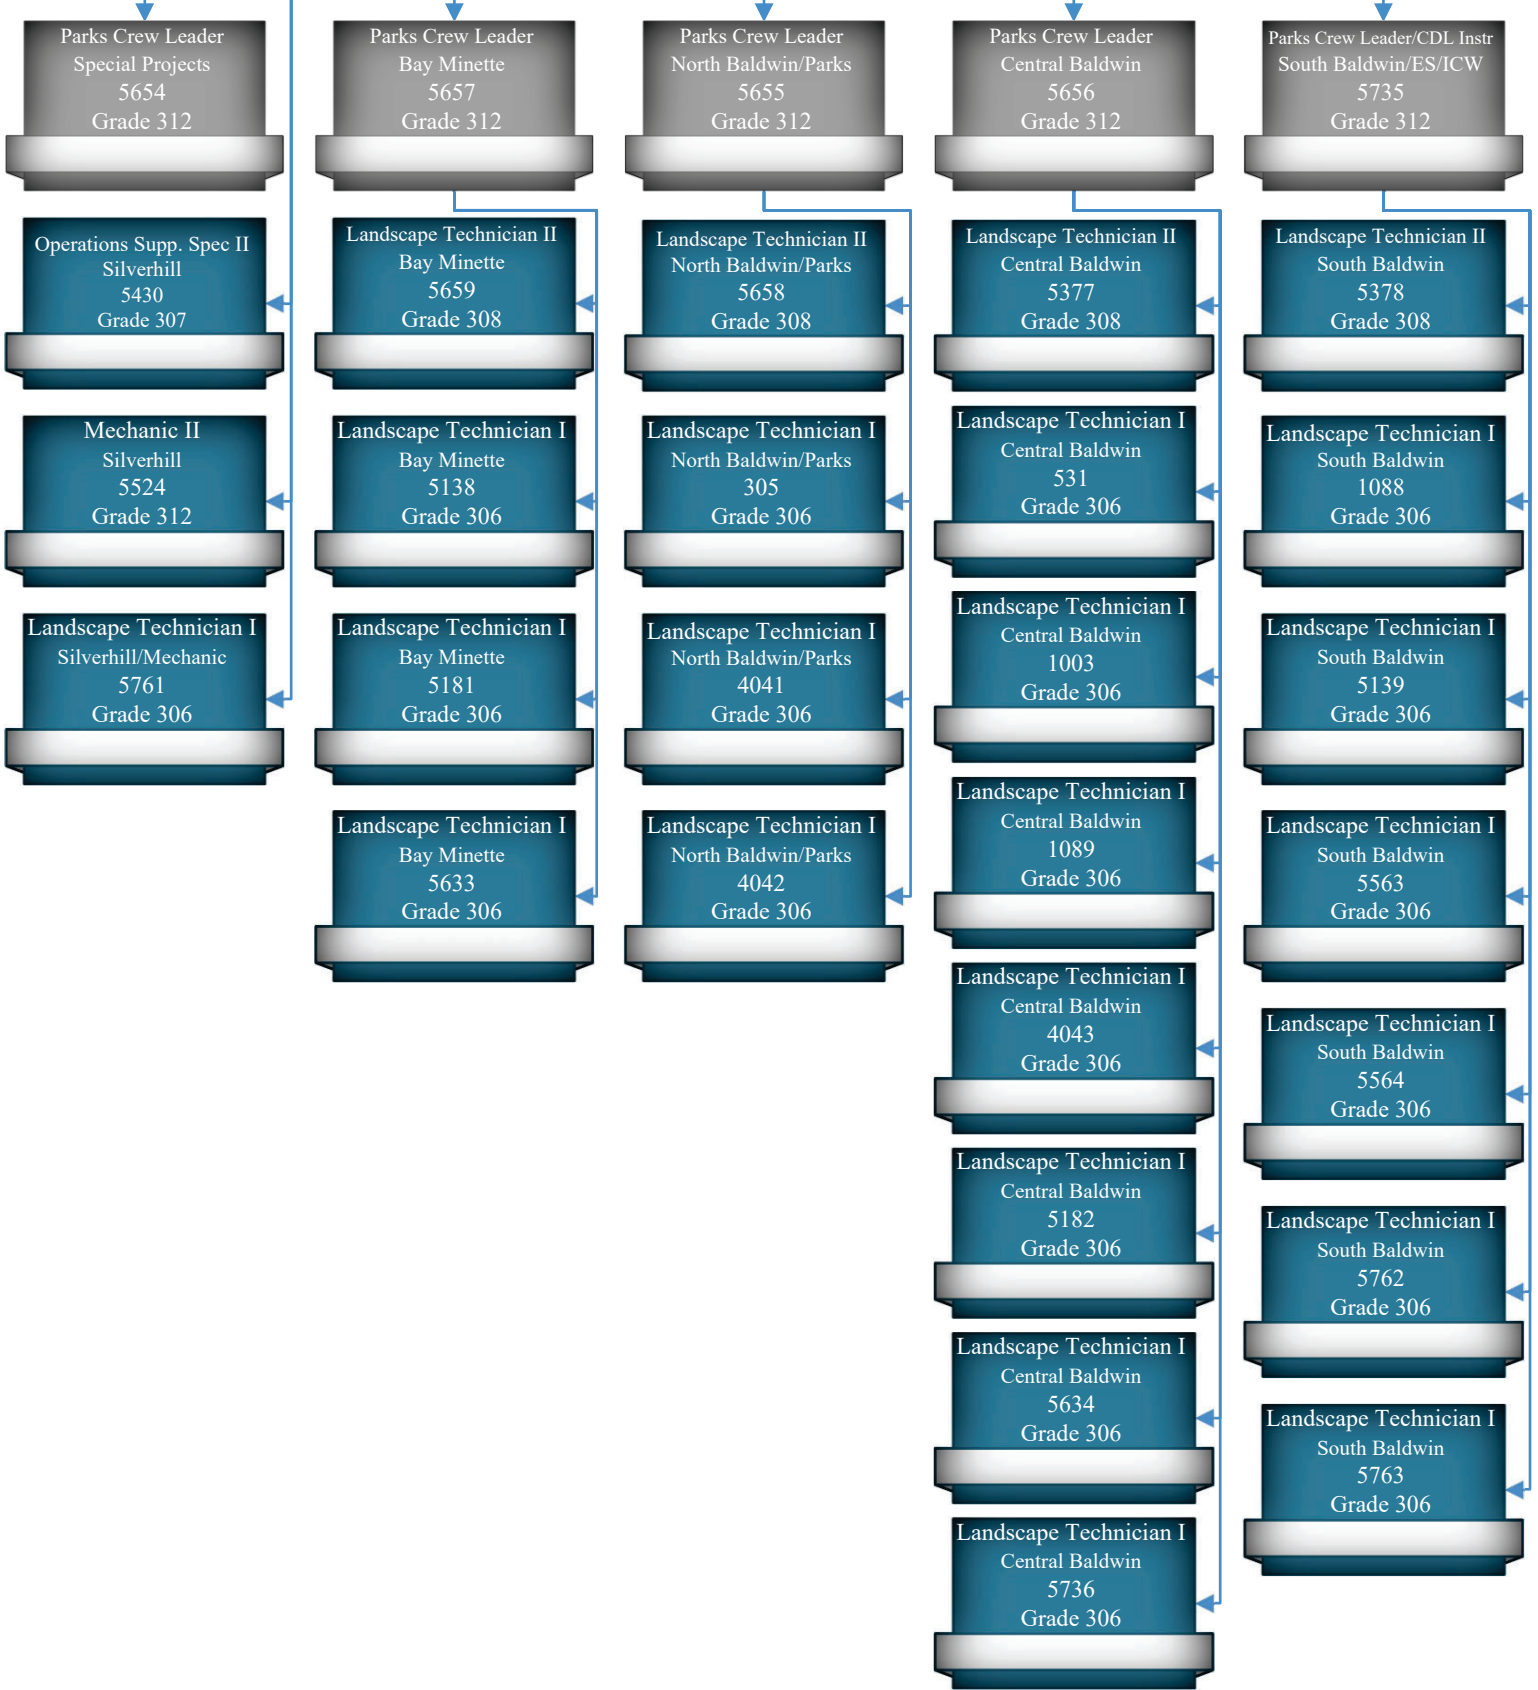 Parks Crew Leader
Special Projects
5654
Grade 312
Operations Supp. Spec II
Silverhill
5430
Grade 307
Mechanic II
Silverhill
5524
Grade 312
Landscape Technician I
Silverhill/Mechanic
5761
Grade 306
Parks Crew Leader
Bay Minette
5657
Grade 312
Landscape Technician II
Bay Minette
5659
Grade 308
Landscape Technician I
Bay Minette
5138
Grade 306
Landscape Technician I
Bay Minette
5181
Grade 306
Landscape Technician I
Bay Minette
5633
Grade 306
Parks Crew Leader
North Baldwin/Parks
5655
Grade 312
Landscape Technician II
North Baldwin/Parks
5658
Grade 308
Landscape Technician I
North Baldwin/Parks
305
Grade 306
Landscape Technician I
North Baldwin/Parks
4041
Grade 306
Landscape Technician I
North Baldwin/Parks
4042
Grade 306
Parks Crew Leader
Central Baldwin
5656
Grade 312
Landscape Technician II
Central Baldwin
5377
Grade 308
Landscape Technician I
Central Baldwin
531
Grade 306
Landscape Technician I
Central Baldwin
1003
Grade 306
Landscape Technician I
Central Baldwin
1089
Grade 306
Landscape Technician I
Central Baldwin
4043
Grade 306
Landscape Technician I
Central Baldwin
5182
Grade 306
Landscape Technician I
Central Baldwin
5634
Grade 306
Landscape Technician I
Central Baldwin
5736
Grade 306
Parks Crew Leader/CDL Instr
South Baldwin/ES/ICW
5735
Grade 312
Landscape Technician II
South Baldwin
5378
Grade 308
Landscape Technician I
South Baldwin
1088
Grade 306
Landscape Technician I
South Baldwin
5139
Grade 306
Landscape Technician I
South Baldwin
5563
Grade 306
Landscape Technician I
South Baldwin
5564
Grade 306
Landscape Technician I
South Baldwin
5762
Grade 306
Landscape Technician I
South Baldwin
5763
Grade 306